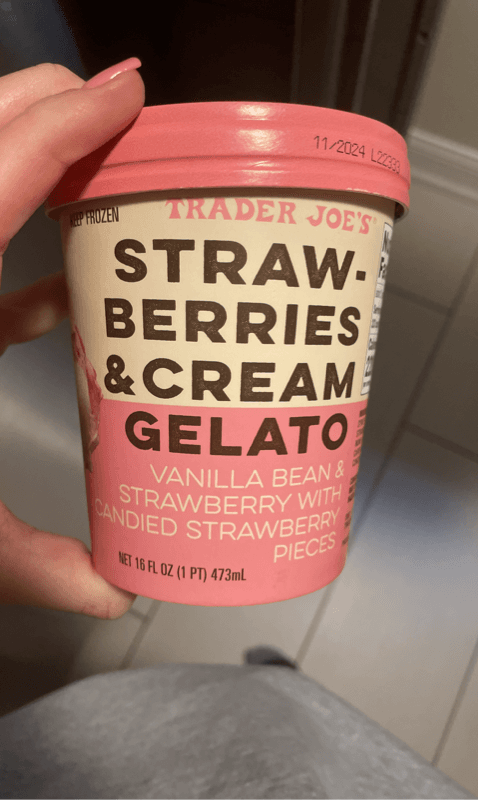 11/2024
KEEP FROZEN
TRADER JOE'S
STRAW-
BERRIES
& CREAM
GELATO
VANILLA BEAN &
STRAWBERRY WITH
CANDIED STRAWBERRY
PIECES
NET 16 FL OZ (1 PT) 473mL